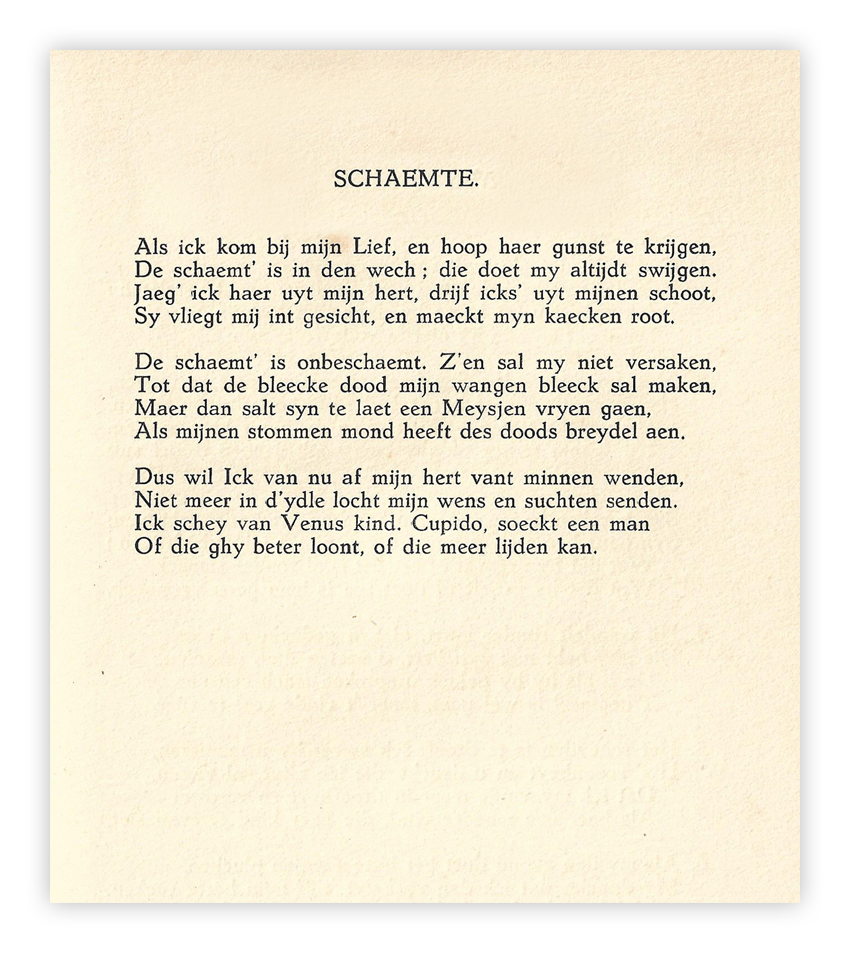 SCHAEMTE.
Als ick kom bij mijn Lief, en hoop haer gunst te krijgen,
De schaemt' is in den wech ; die doet my altijdt swijgen.
Jaeg' ick haer uyt mijn hert, drijf icks' uyt mijnen schoot,
Sy vliegt mij int gesicht, en maeckt myn kaecken root.
De schaemt' is onbeschaemt. Z'en sal my niet versaken,
Tot dat de bleecke dood mijn wangen bleeck sal maken,
Maer dan salt syn te laet een Meysjen vryen gaen,
Als mijnen stommen mond heeft des doods breydel aen.
Dus wil Ick van nu af mijn hert vant minnen wenden,
Niet meer in d'ydle locht mijn wens en suchten senden.
Ick schey van Venus kind. Cupido, soeckt een man
Of die ghy beter loont, of die meer lijden kan.